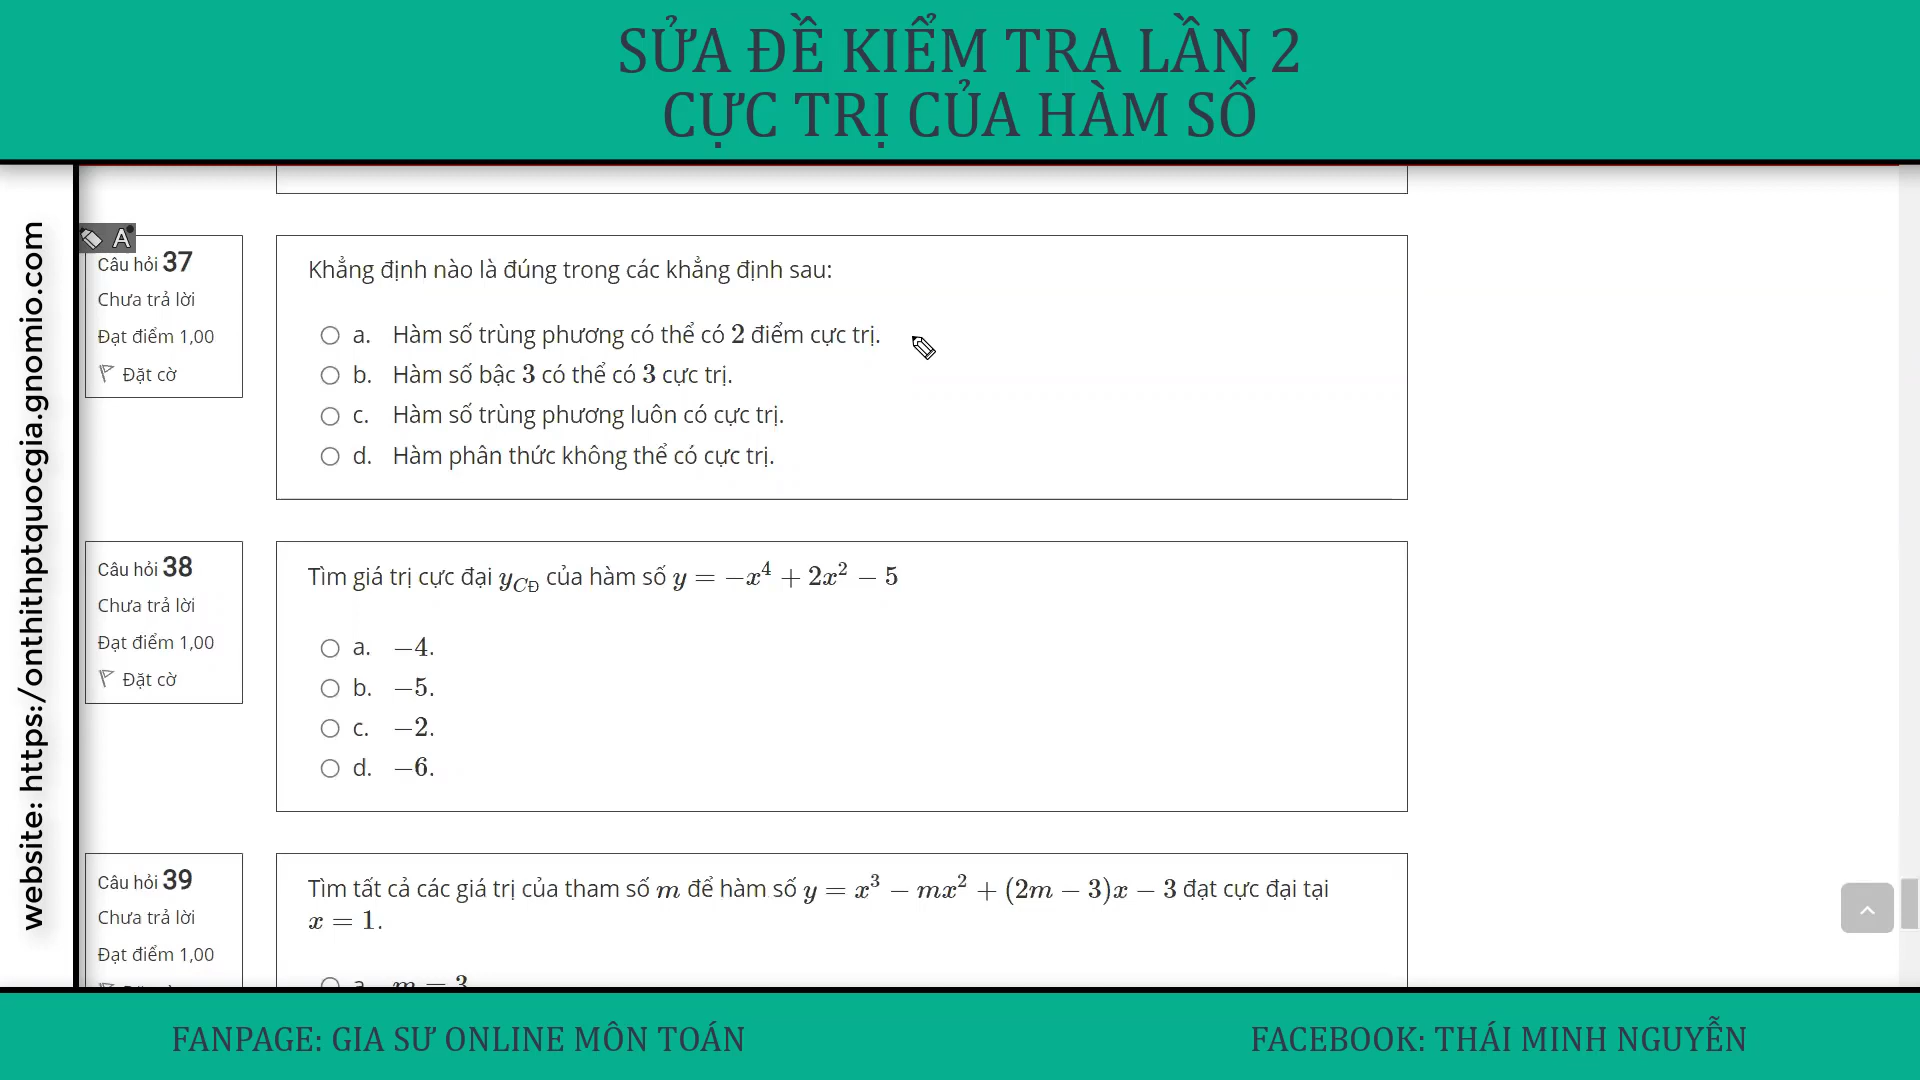 SỬA ĐỀ KIỂM TRA LẦN 2
CỰC TRỊ CỦA HÀM SỐ
website: https:/onthithptquocgia.gnomio.com
A
Câu hỏi 37
Chưa trả lời
Đạt điểm 1,00
Đặt cờ
Khẳng định nào là đúng trong các khẳng định sau:
a. Hàm số trùng phương có thể có 2 điểm cực trị.
b. Hàm số bậc 3 có thể có 3 cực trị.
c. Hàm số trùng phương luôn có cực trị.
d. Hàm phân thức không thể có cực trị.
Câu hỏi 38
Chưa trả lời
Đạt điểm 1,00
Đặt cờ
Tìm giá trị cực đại y_{CĐ} của hàm số y = −x⁴ + 2x² − 5
a. −4.
b. −5.
c. −2.
d. −6.
Câu hỏi 39
Chưa trả lời
Đạt điểm 1,00
Tìm tất cả các giá trị của tham số m để hàm số y = x³ − mx² + (2m − 3)x − 3 đạt cực đại tại
x = 1.
a. m = 3
FANPAGE: GIA SƯ ONLINE MÔN TOÁN
FACEBOOK: THÁI MINH NGUYỄN